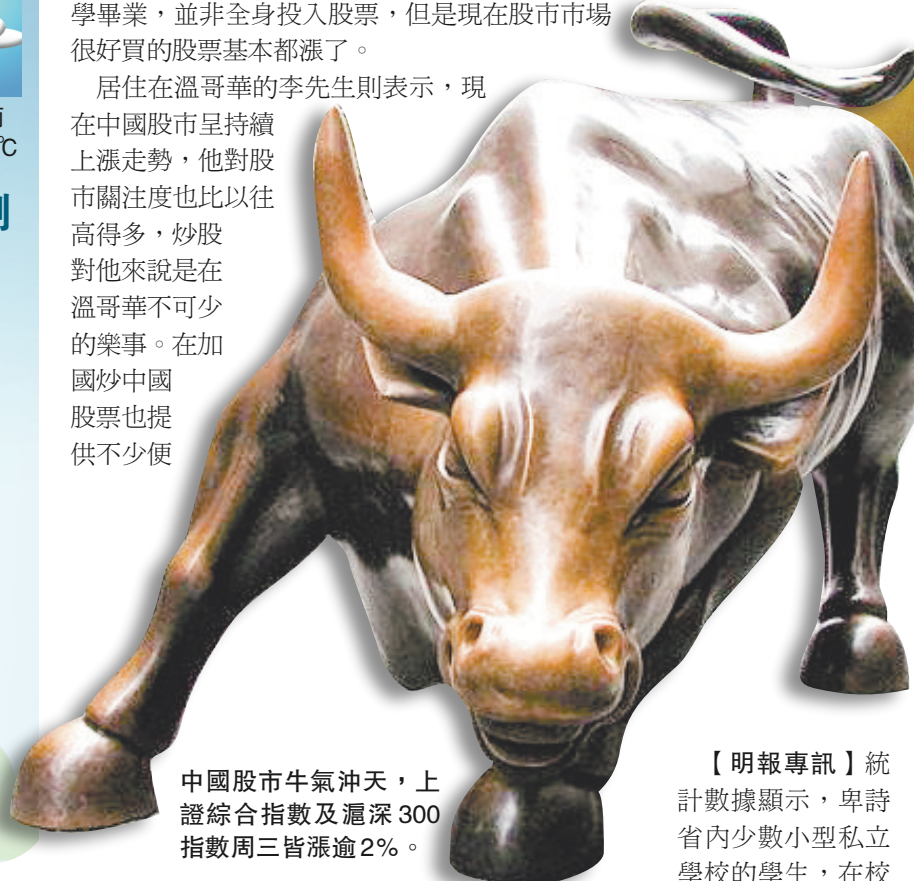 學畢業，並非全身投入股票，但是現在股市市場
很好買的股票基本都漲了。
居住在溫哥華的李先生則表示，現
在中國股市呈持續
上漲走勢，他對股
市關注度也比以往
高得多，炒股
對他來說是在
溫哥華不可少
的樂事。在加
國炒中國
股票也提
供不少便
℃
中國股市牛氣沖天，上
證綜合指數及滬深300
指數周三皆漲逾2%。
【明報專訊】統
計數據顯示，卑詩
省內少數小型私立
學校的學生，在校